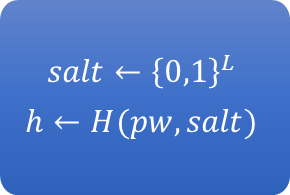 salt ← {0,1}ᴸ
h ← H(pw, salt)